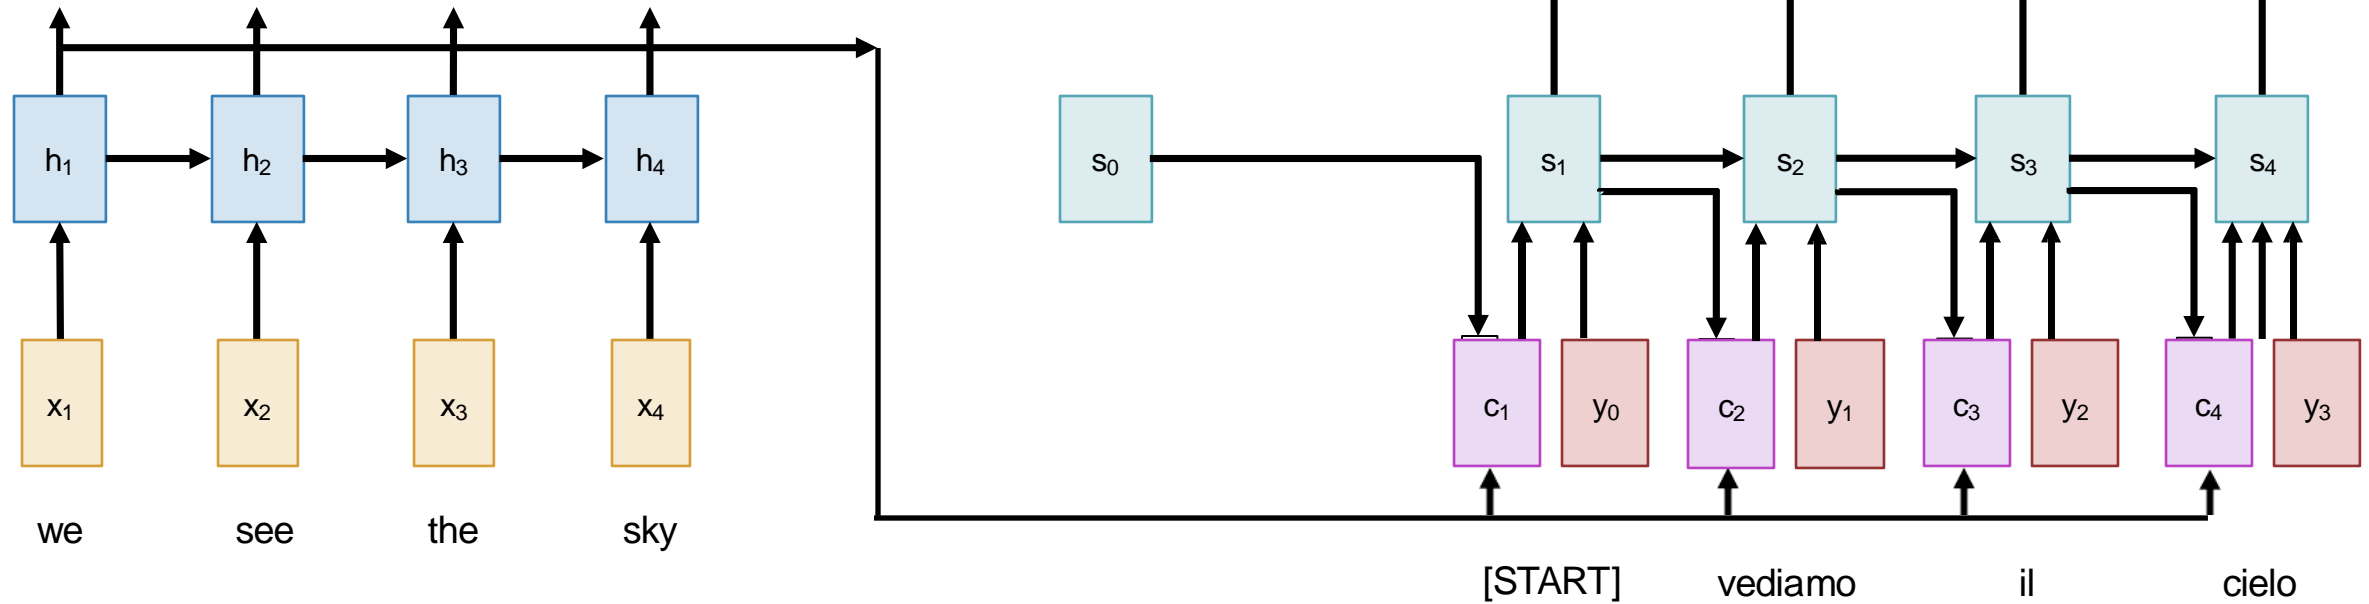 h₁ h₂ h₃ h₄ s₀ s₁ s₂ s₃ s₄
x₁ x₂ x₃ x₄ c₁ y₀ c₂ y₁ c₃ y₂ c₄ y₃
we see the sky
[START] vediamo il cielo